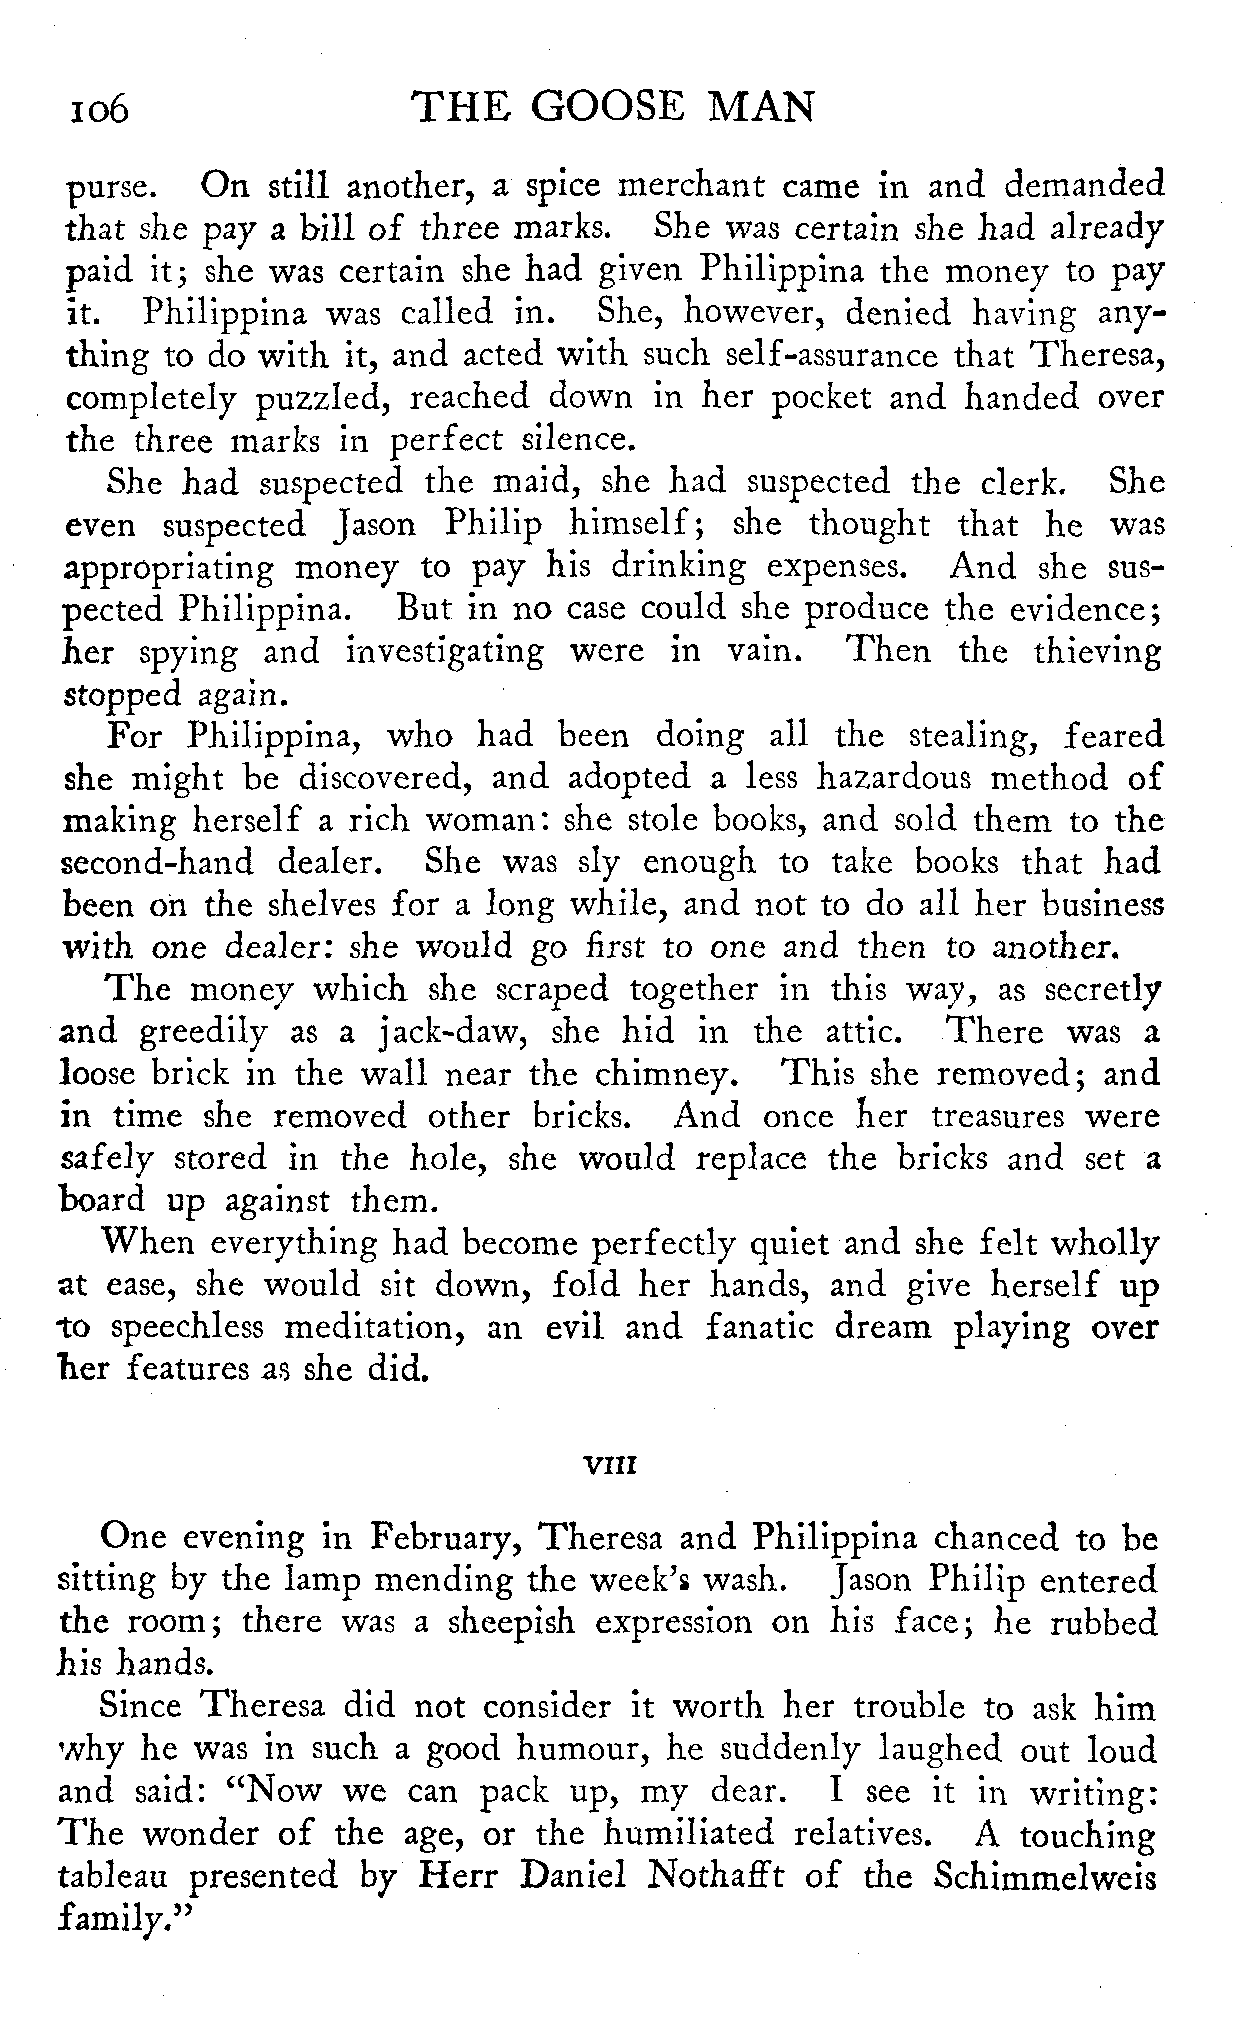 106 THE GOOSE MAN
purse. On still another, a spice merchant came in and demanded
that she pay a bill of three marks. She was certain she had already
paid it; she was certain she had given Philippina the money to pay
it. Philippina was called in. She, however, denied having any-
thing to do with it, and acted with such self-assurance that Theresa,
completely puzzled, reached down in her pocket and handed over
the three marks in perfect silence.
She had suspected the maid, she had suspected the clerk. She
even suspected Jason Philip himself; she thought that he was
appropriating money to pay his drinking expenses. And she sus-
pected Philippina. But in no case could she produce the evidence;
her spying and investigating were in vain. Then the thieving
stopped again.
For Philippina, who had been doing all the stealing, feared
she might be discovered, and adopted a less hazardous method of
making herself a rich woman: she stole books, and sold them to the
second-hand dealer. She was sly enough to take books that had
been on the shelves for a long while, and not to do all her business
with one dealer: she would go first to one and then to another.
The money which she scraped together in this way, as secretly
and greedily as a jack-daw, she hid in the attic. There was a
loose brick in the wall near the chimney. This she removed; and
in time she removed other bricks. And once her treasures were
safely stored in the hole, she would replace the bricks and set a
board up against them.
When everything had become perfectly quiet and she felt wholly
at ease, she would sit down, fold her hands, and give herself up
to speechless meditation, an evil and fanatic dream playing over
her features as she did.
VIII
One evening in February, Theresa and Philippina chanced to be
sitting by the lamp mending the week's wash. Jason Philip entered
the room; there was a sheepish expression on his face; he rubbed
his hands.
Since Theresa did not consider it worth her trouble to ask him
why he was in such a good humour, he suddenly laughed out loud
and said: "Now we can pack up, my dear. I see it in writing:
The wonder of the age, or the humiliated relatives. A touching
tableau presented by Herr Daniel Nothafft of the Schimmelweis
family."